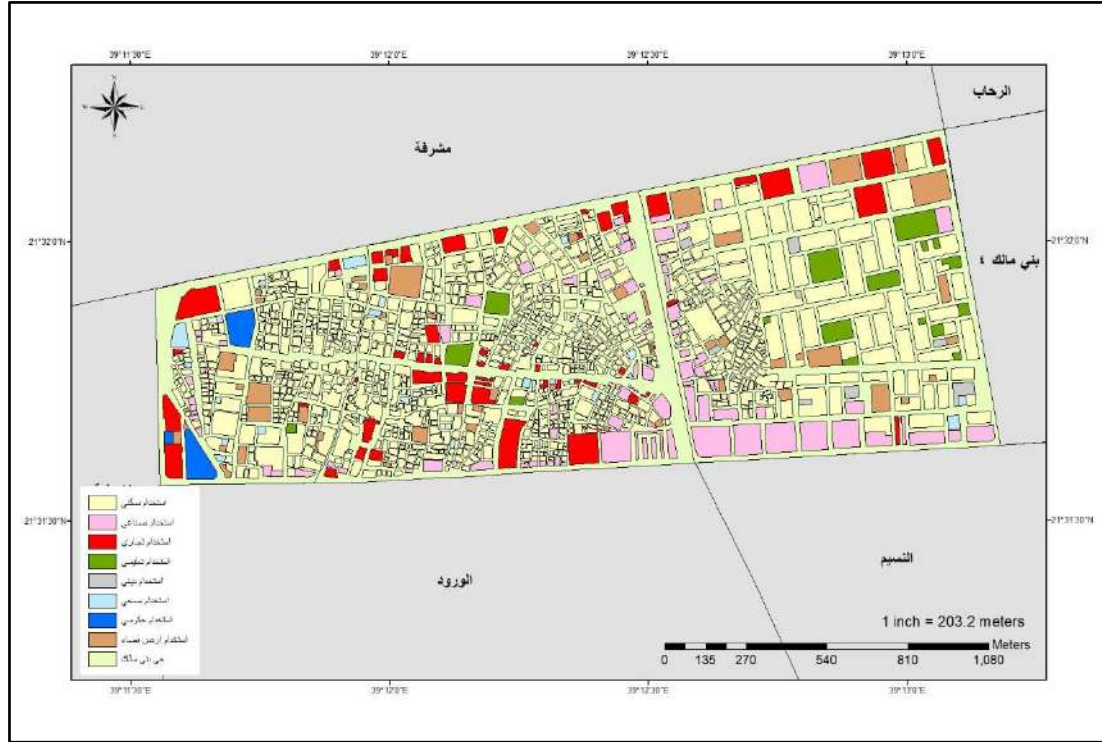 39°11'30"E 39°12'0"E 39°12'30"E 39°13'0"E
N
الرحاب
مشرفة
21°32'0"N 21°32'0"N
بني مالك ٤
استخدام سكني
استخدام صناعي
استخدام تجاري
استخدام تعليمي
استخدام ديني
استخدام صحي
استخدام حكومي
استخدام ارض فضاء
حي بني مالك
21°31'30"N 21°31'30"N
النسيم
الورود
1 inch = 203.2 meters
Meters
0 135 270 540 810 1,080
39°11'30"E 39°12'0"E 39°12'30"E 39°13'0"E